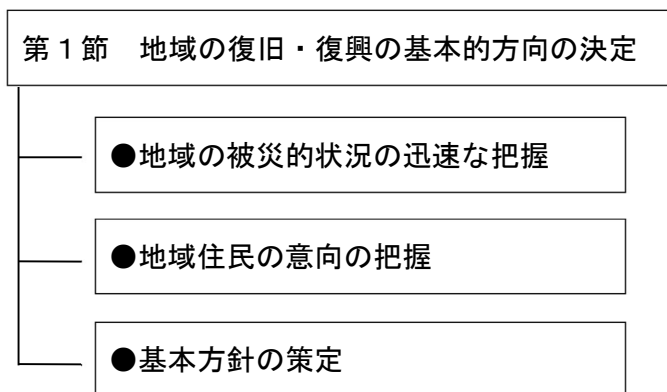 第１節　地域の復旧・復興の基本的方向の決定
●地域の被災的状況の迅速な把握
●地域住民の意向の把握
●基本方針の策定